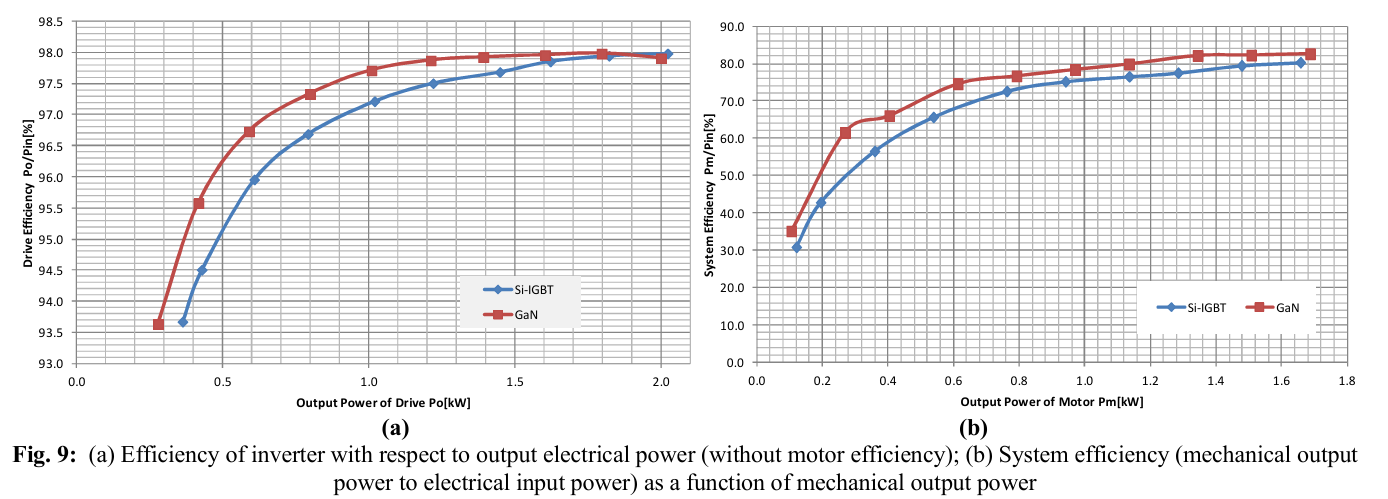 98.5
98.0
97.5
97.0
96.5
96.0
95.5
95.0
94.5
94.0
93.5
93.0
Drive Efficiency Po/Pin[%]
0.0 0.5 1.0 1.5 2.0
Output Power of Drive Po[kW]
Si-IGBT
GaN
(a)
90.0
80.0
70.0
60.0
50.0
40.0
30.0
20.0
10.0
0.0
System Efficiency Pm/Pin[%]
0.0 0.2 0.4 0.6 0.8 1.0 1.2 1.4 1.6 1.8
Output Power of Motor Pm[kW]
Si-IGBT GaN
(b)
Fig. 9: (a) Efficiency of inverter with respect to output electrical power (without motor efficiency); (b) System efficiency (mechanical output
power to electrical input power) as a function of mechanical output power